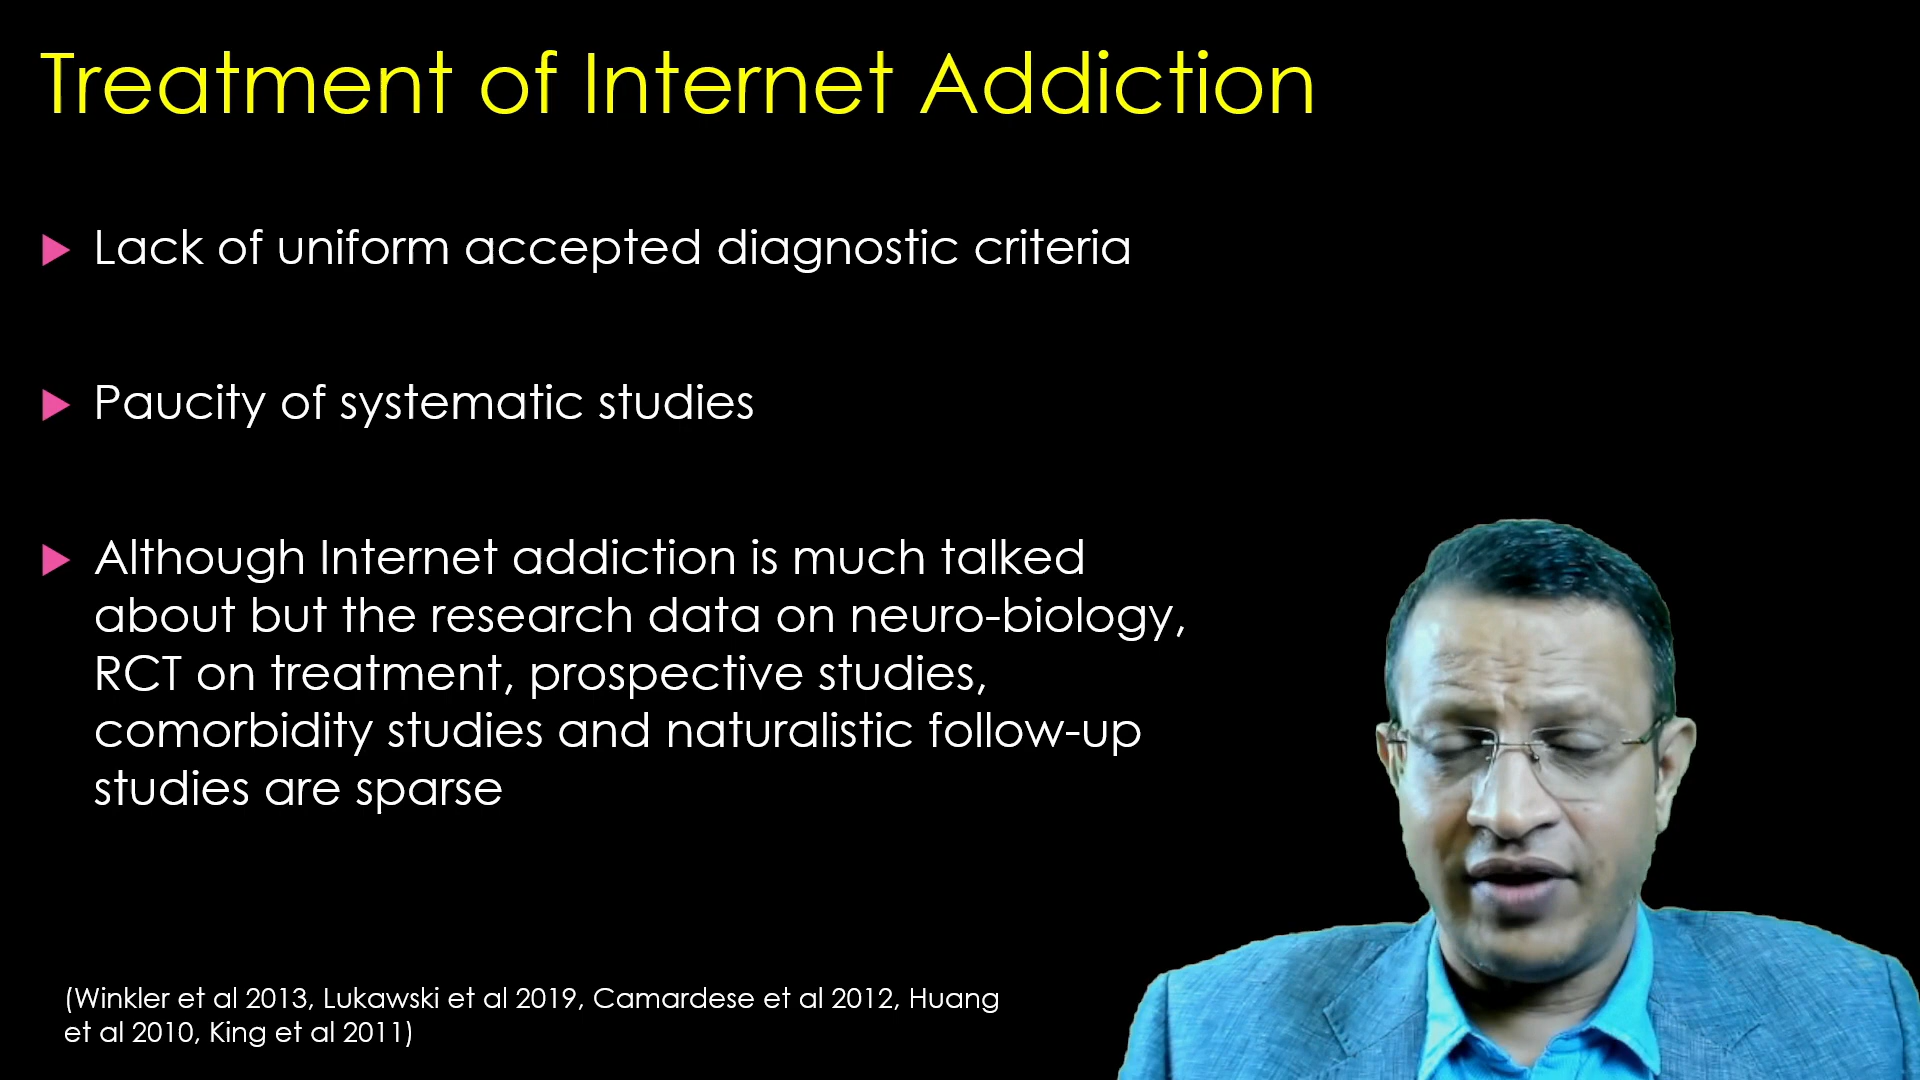 Treatment of Internet Addiction
Lack of uniform accepted diagnostic criteria
Paucity of systematic studies
Although Internet addiction is much talked
about but the research data on neuro-biology,
RCT on treatment, prospective studies,
comorbidity studies and naturalistic follow-up
studies are sparse
(Winkler et al 2013, Lukawski et al 2019, Camardese et al 2012, Huang
et al 2010, King et al 2011)